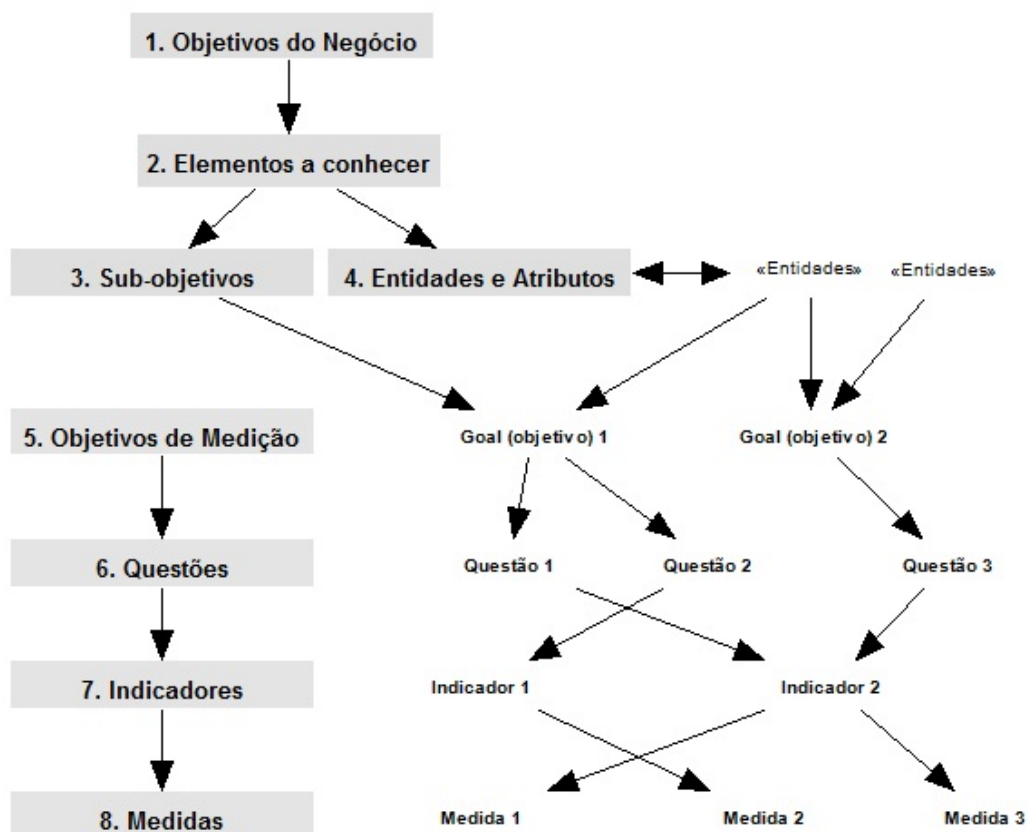 1. Objetivos do Negócio
2. Elementos a conhecer
3. Sub-objetivos
4. Entidades e Atributos
«Entidades»
«Entidades»
5. Objetivos de Medição
Goal (objetivo) 1
Goal (objetivo) 2
6. Questões
Questão 1
Questão 2
Questão 3
7. Indicadores
Indicador 1
Indicador 2
8. Medidas
Medida 1
Medida 2
Medida 3